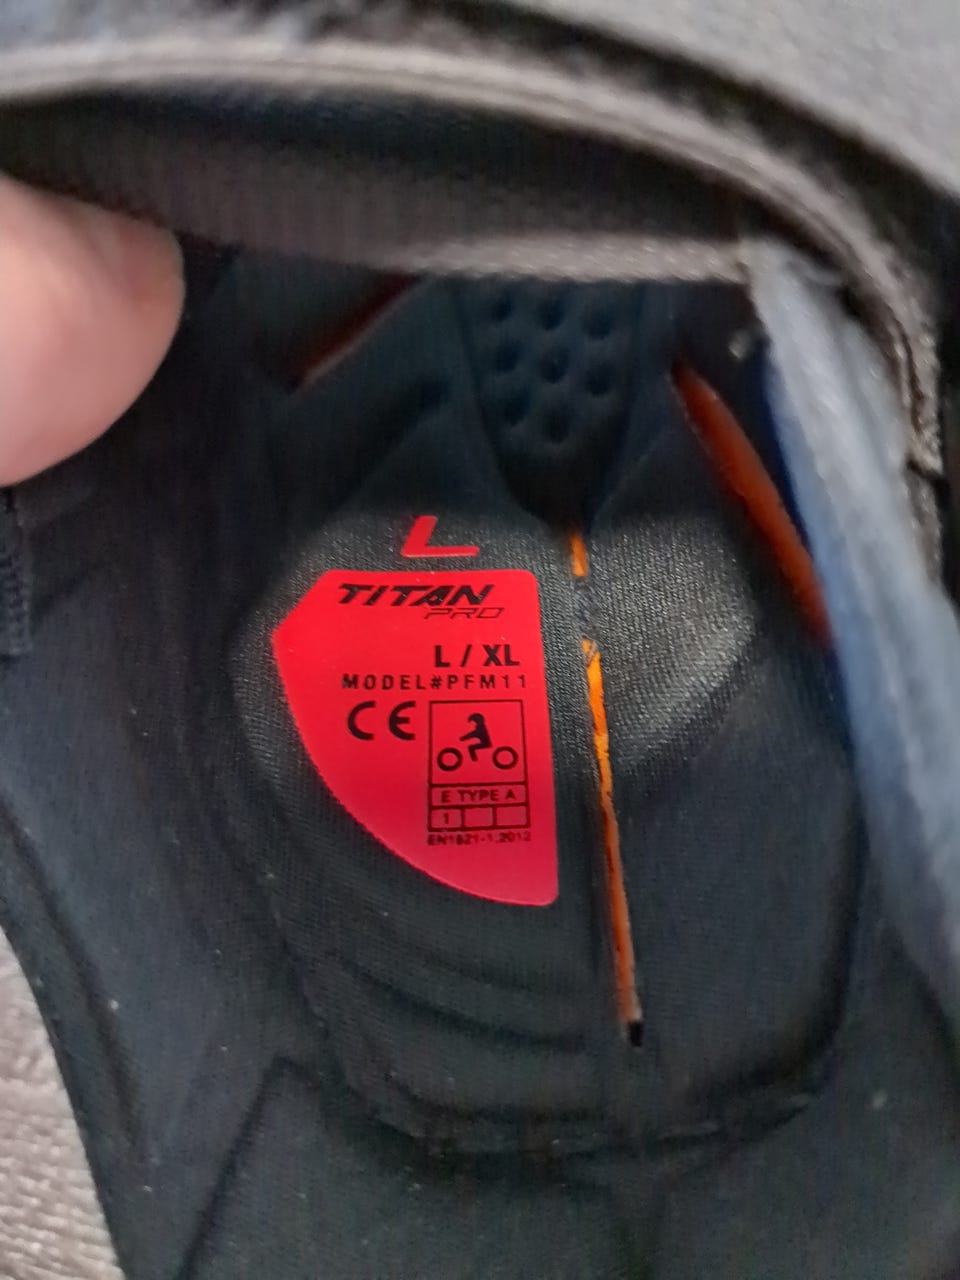 L
TITAN
PRO
L / XL
MODEL#PFM11
CE
E TYPE A
1
EN1621-1:2012